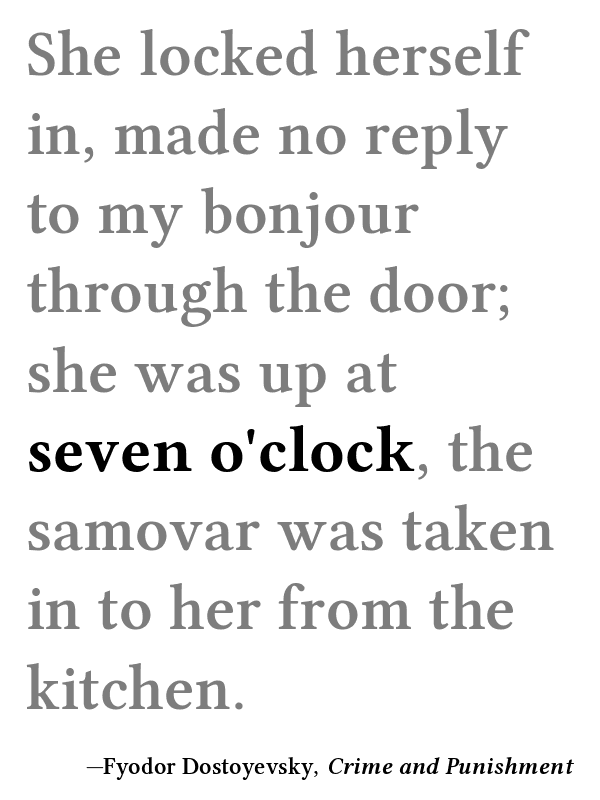 She locked herself
in, made no reply
to my bonjour
through the door;
she was up at
seven o'clock, the
samovar was taken
in to her from the
kitchen.
—Fyodor Dostoyevsky, Crime and Punishment